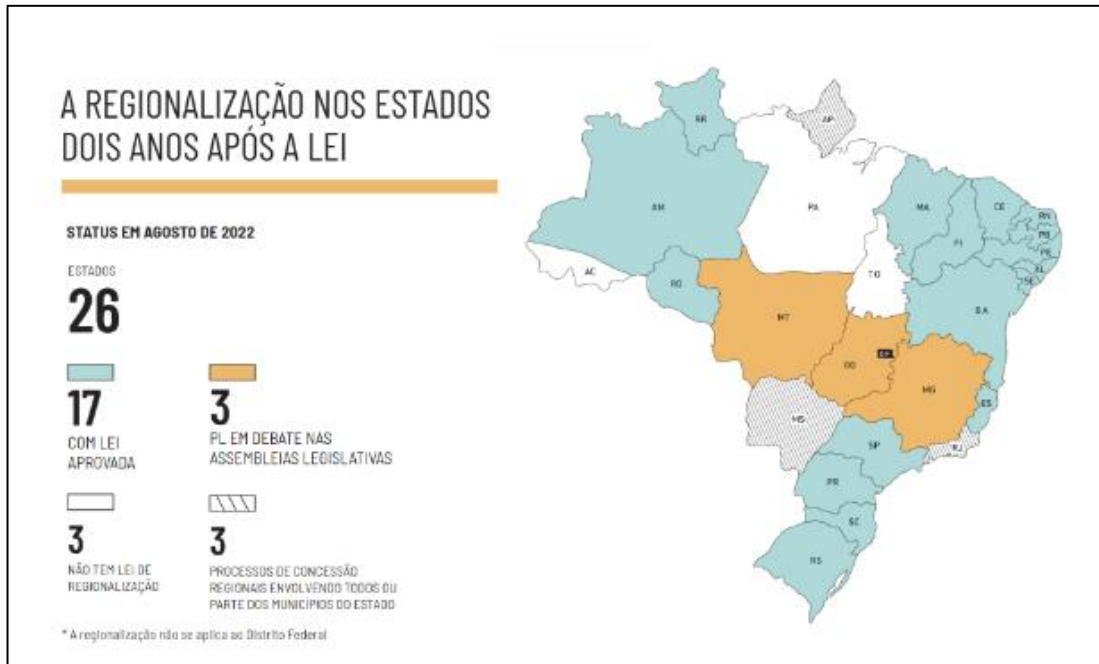 A REGIONALIZAÇÃO NOS ESTADOS
DOIS ANOS APÓS A LEI
STATUS EM AGOSTO DE 2022
ESTADOS
26
17
COM LEI
APROVADA
3
PL EM DEBATE NAS
ASSEMBLEIAS LEGISLATIVAS
3
NÃO TEM LEI DE
REGIONALIZAÇÃO
3
PROCESSOS DE CONCESSÃO
REGIONAIS ENVOLVENDO TODOS OU
PARTE DOS MUNICÍPIOS DO ESTADO
* A regionalização não se aplica ao Distrito Federal
RR
AP
AM
PA
MA
CE
RN
PB
PI
PE
AL
SE
AC
TO
RO
BA
MT
GO
DF
MG
ES
MS
SP
RJ
PR
SC
RS